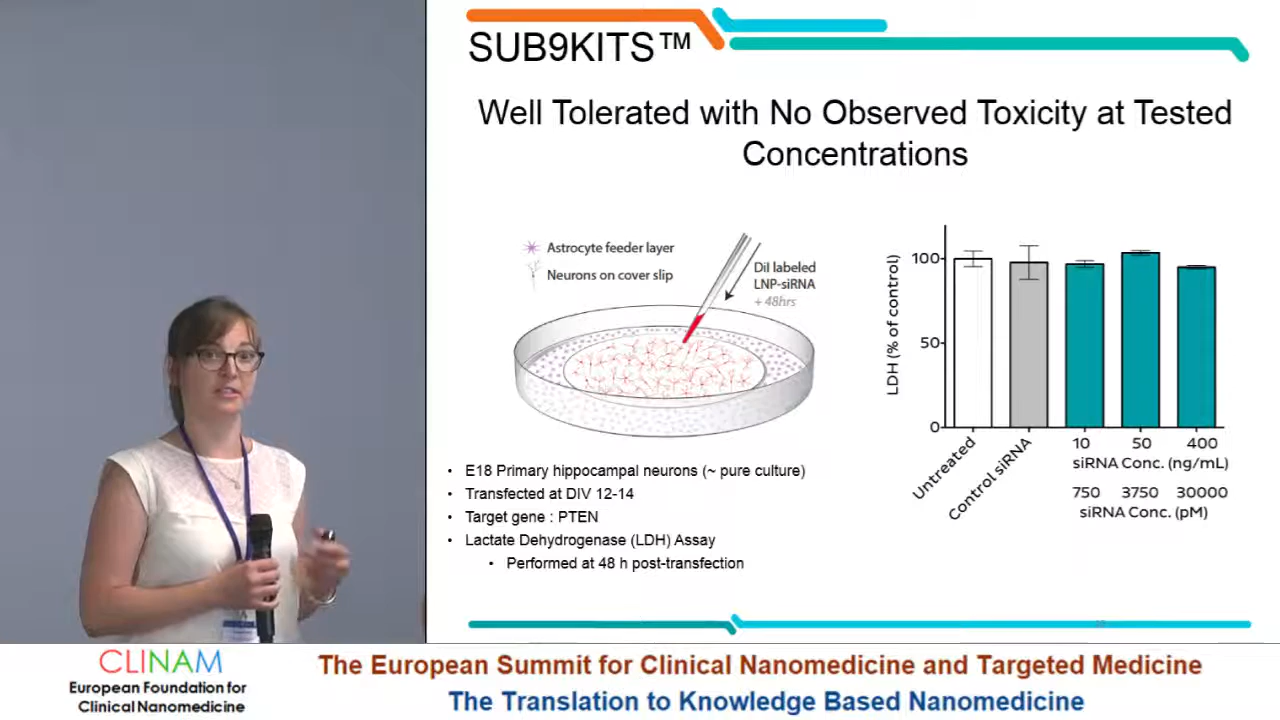 SUB9KITS™
Well Tolerated with No Observed Toxicity at Tested
Concentrations
Astrocyte feeder layer
Neurons on cover slip
DiI labeled
LNP-siRNA
+ 48hrs
• E18 Primary hippocampal neurons (~ pure culture)
• Transfected at DIV 12-14
• Target gene : PTEN
• Lactate Dehydrogenase (LDH) Assay
• Performed at 48 h post-transfection
LDH (% of control)
100
50
0
Untreated
Control siRNA
10 50 400
siRNA Conc. (ng/mL)
750 3750 30000
siRNA Conc. (pM)
CLINAM
European Foundation for
Clinical Nanomedicine
The European Summit for Clinical Nanomedicine and Targeted Medicine
The Translation to Knowledge Based Nanomedicine